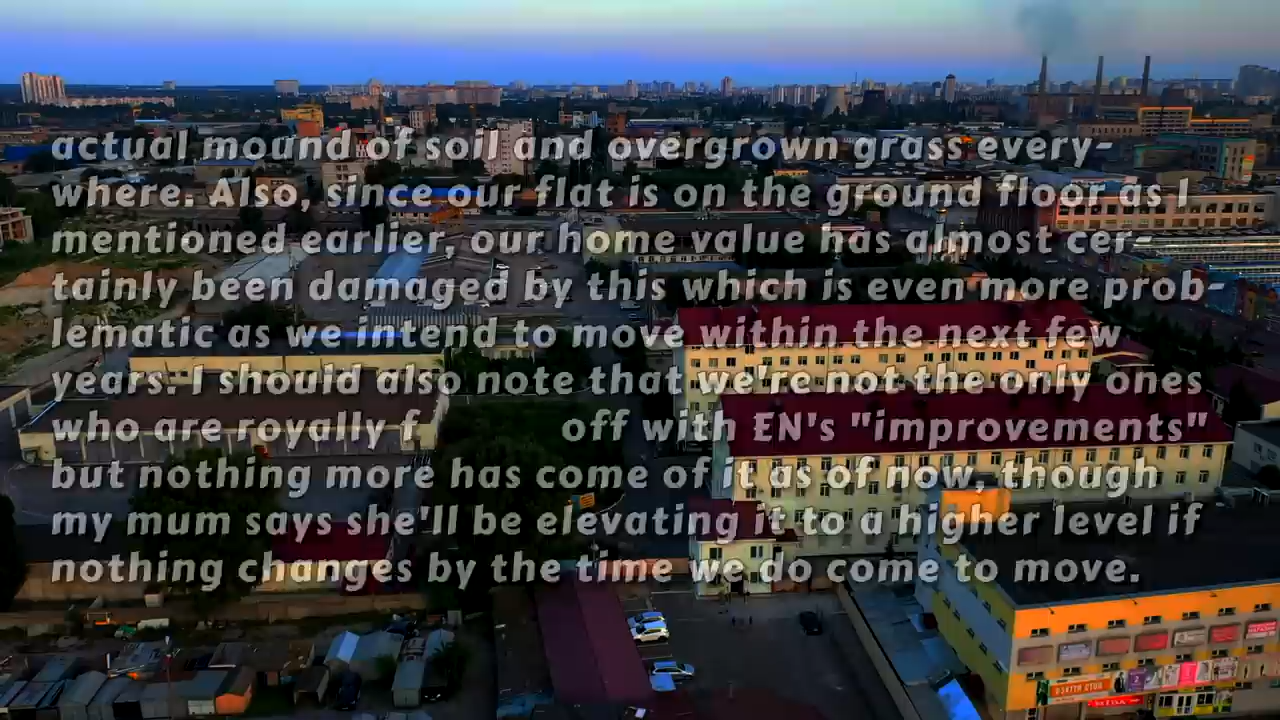 actual mound of soil and overgrown grass every-
where. Also, since our flat is on the ground floor as I
mentioned earlier, our home value has almost cer-
tainly been damaged by this which is even more prob-
lematic as we intend to move within the next few
years. I should also note that we're not the only ones
who are royally f off with EN's "improvements"
but nothing more has come of it as of now, though
my mum says she'll be elevating it to a higher level if
nothing changes by the time we do come to move.